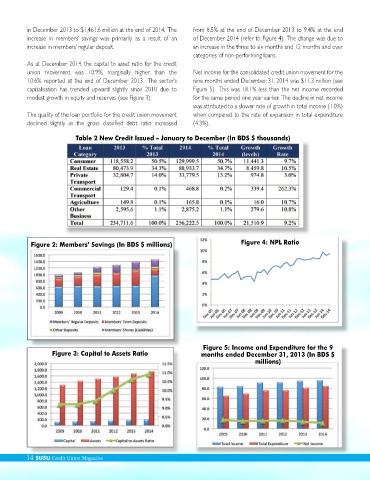 in December 2013 to $1,461.6 million at the end of 2014. The
increase in members' savings was primarily as a result of an
increase in members' regular deposit.
As at December 2014, the capital to asset ratio for the credit
union movement was 10.9%, marginally higher than the
10.6% reported at the end of December 2013. The sector's
capitalisation has trended upward slightly since 2010 due to
modest growth in equity and reserves (see Figure 3).
The quality of the loan portfolio for the credit union movement
declined slightly as the gross classified debt ratio increased
from 8.5% at the end of December 2013 to 9.4% at the end
of December 2014 (refer to Figure 4). The change was due to
an increase in the three to six months and 12 months and over
categories of non-performing loans.
Net income for the consolidated credit union movement for the
nine months ended December 31, 2014 was $11.3 million (see
Figure 5). This was 18.1% less than the net income recorded
for the same period one year earlier. The decline in net income
was attributed to a slower rate of growth in total income (1.0%)
when compared to the rate of expansion in total expenditure
(4.3%).
Table 2 New Credit Issued – January to December (In BDS $ thousands)
Loan Category 2013 % Total 2013 2014 % Total 2014 Growth (level) Growth Rate
Consumer 118,558.2 50.5% 129,999.5 50.7% 11,441.3 9.7%
Real Estate 80,473.9 34.3% 88,933.7 34.7% 8,459.8 10.5%
Private Transport 32,804.7 14.0% 33,779.5 13.2% 974.8 3.0%
Commercial Transport 129.4 0.1% 468.8 0.2% 339.4 262.3%
Agriculture 149.8 0.1% 165.8 0.1% 16.0 10.7%
Other Business 2,595.6 1.1% 2,875.2 1.1% 279.6 10.8%
Total 234,711.6 100.0% 256,222.5 100.0% 21,510.9 9.2%
Figure 2: Members' Savings (In BDS $ millions)
1600.0
1400.0
1200.0
1000.0
800.0
600.0
400.0
200.0
0.0
2009 2010 2011 2012 2013 2014
Members' Regular Deposits Members' Term Deposits
Other Deposits Members' Shares (Liabilities)
Figure 4: NPL Ratio
12%
10%
8%
6%
4%
2%
0%
Figure 3: Capital to Assets Ratio
2,000.0
1,800.0
1,600.0
1,400.0
1,200.0
1,000.0
800.0
600.0
400.0
200.0
0.0
11.5%
11.0%
10.5%
10.0%
9.5%
9.0%
8.5%
8.0%
2009 2010 2011 2012 2013 2014
Capital Assets Capital to Assets Ratio
Figure 5: Income and Expenditure for the 9
months ended December 31, 2013 (In BDS $
millions)
120.0
100.0
80.0
60.0
40.0
20.0
0.0
2009 2010 2011 2012 2013 2014
Total Income Total Expenditure Net Income
14 SUSU Credit Union Magazine